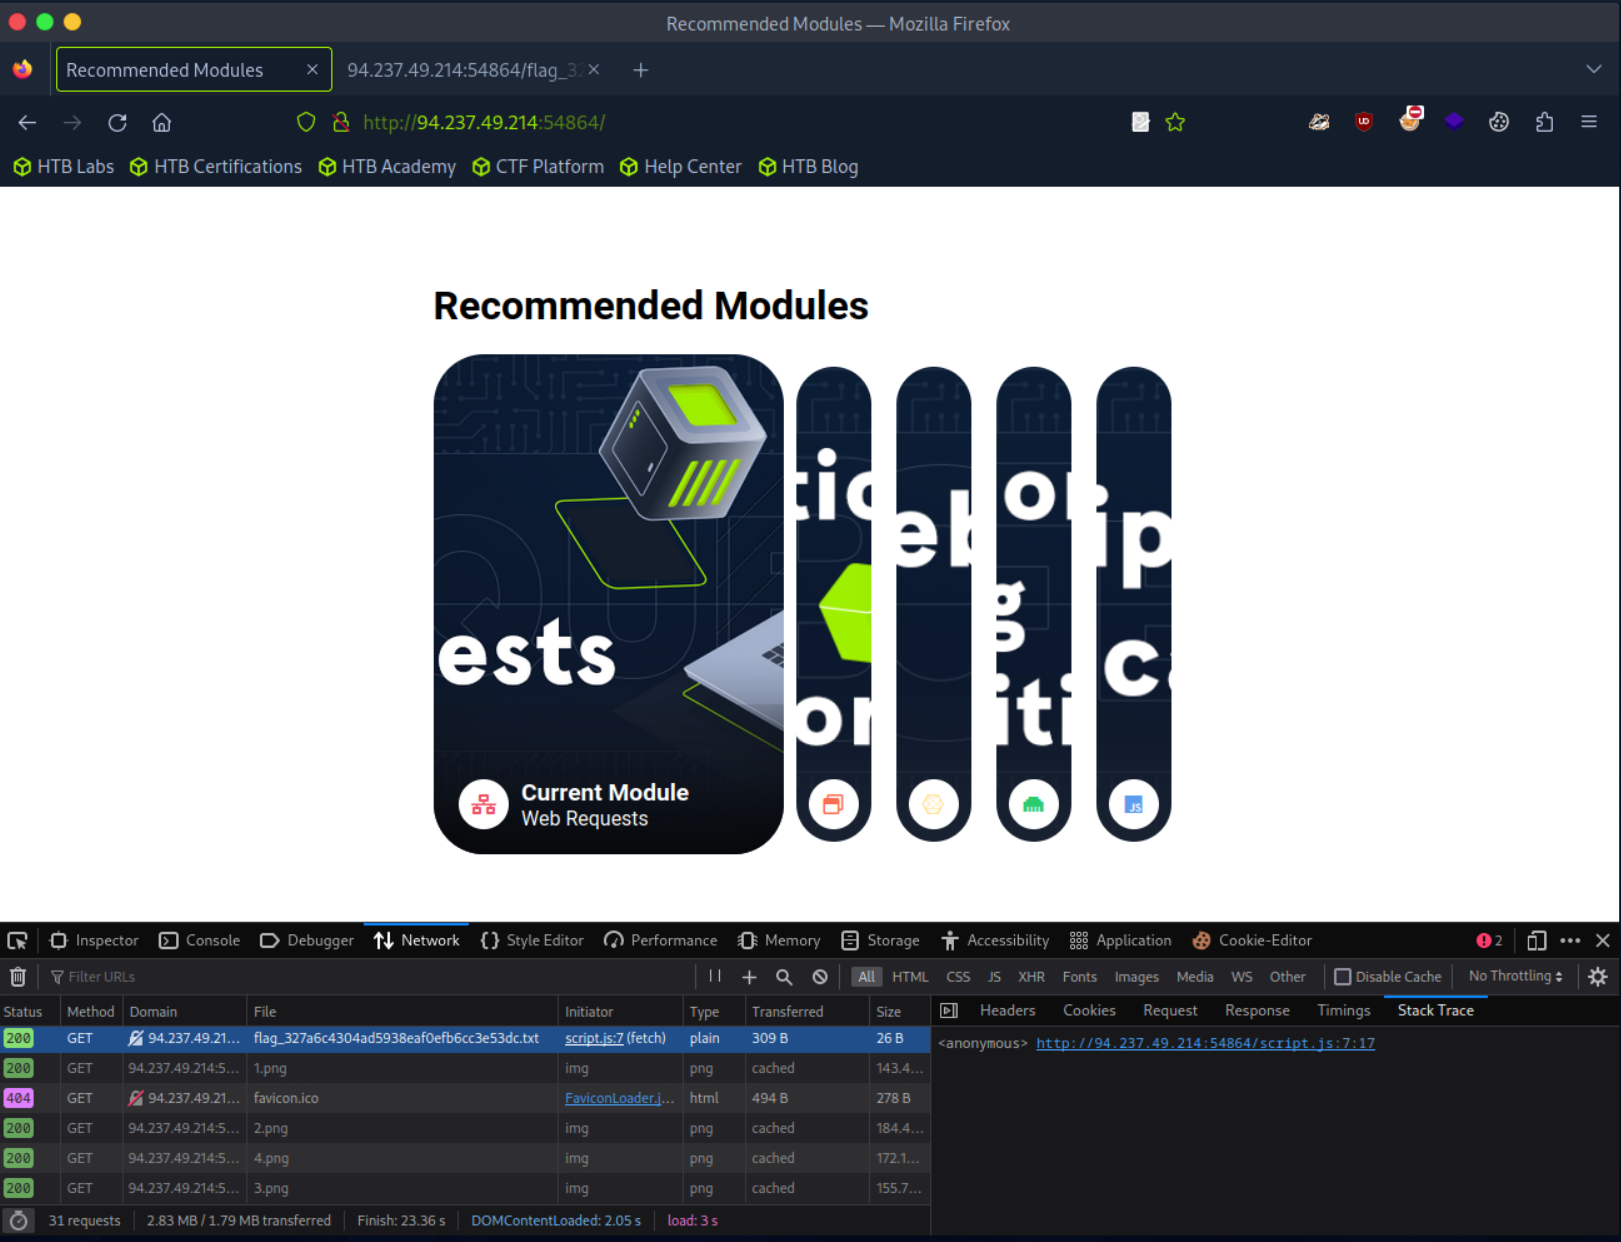 Recommended Modules — Mozilla Firefox
Recommended Modules
94.237.49.214:54864/flag_32
http://94.237.49.214:54864/
HTB Labs HTB Certifications HTB Academy CTF Platform Help Center HTB Blog
Recommended Modules
ests
tic
or
eb
or
g
iti
ip
ca
JS
Current Module
Web Requests
Inspector Console Debugger Network Style Editor Performance Memory Storage Accessibility Application Cookie-Editor 2
Filter URLs All HTML CSS JS XHR Fonts Images Media WS Other Disable Cache No Throttling
Status Method Domain File Initiator Type Transferred Size Headers Cookies Request Response Timings Stack Trace
200 GET 94.237.49.21... flag_327a6c4304ad5938eaf0efb6cc3e53dc.txt script.js:7 (fetch) plain 309 B 26 B <anonymous> http://94.237.49.214:54864/script.js:7:17
200 GET 94.237.49.214:5... 1.png img png cached 143.4...
404 GET 94.237.49.21... favicon.ico FaviconLoader.j... html 494 B 278 B
200 GET 94.237.49.214:5... 2.png img png cached 184.4...
200 GET 94.237.49.214:5... 4.png img png cached 172.1...
200 GET 94.237.49.214:5... 3.png img png cached 155.7...
31 requests 2.83 MB / 1.79 MB transferred Finish: 23.36 s DOMContentLoaded: 2.05 s load: 3 s